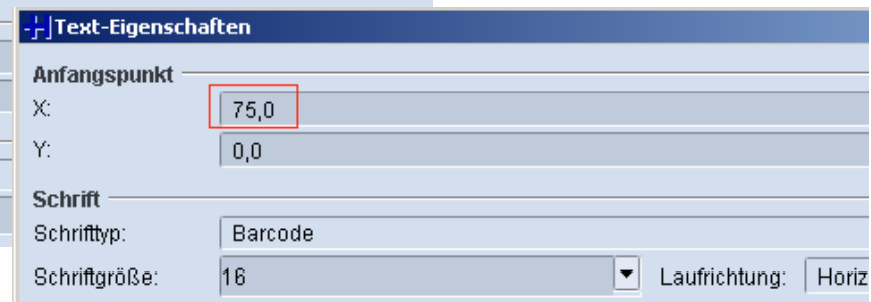 Text-Eigenschaften
Anfangspunkt
X: 75,0
Y: 0,0
Schrift
Schrifttyp: Barcode
Schriftgröße: 16 Laufrichtung: Horiz